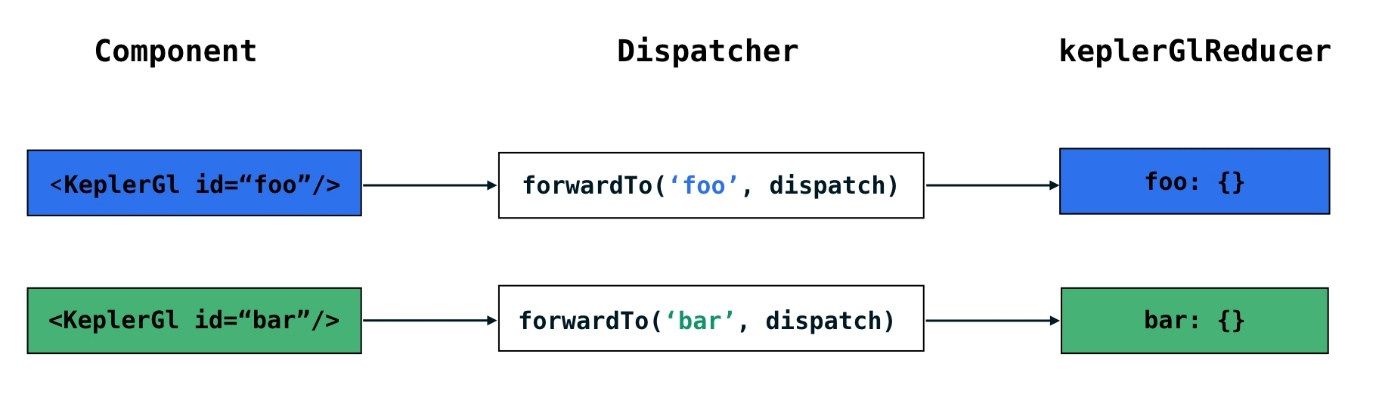 Component
Dispatcher
keplerGlReducer
<KeplerGl id=“foo”/>
forwardTo(‘foo’, dispatch)
foo: {}
<KeplerGl id=“bar”/>
forwardTo(‘bar’, dispatch)
bar: {}